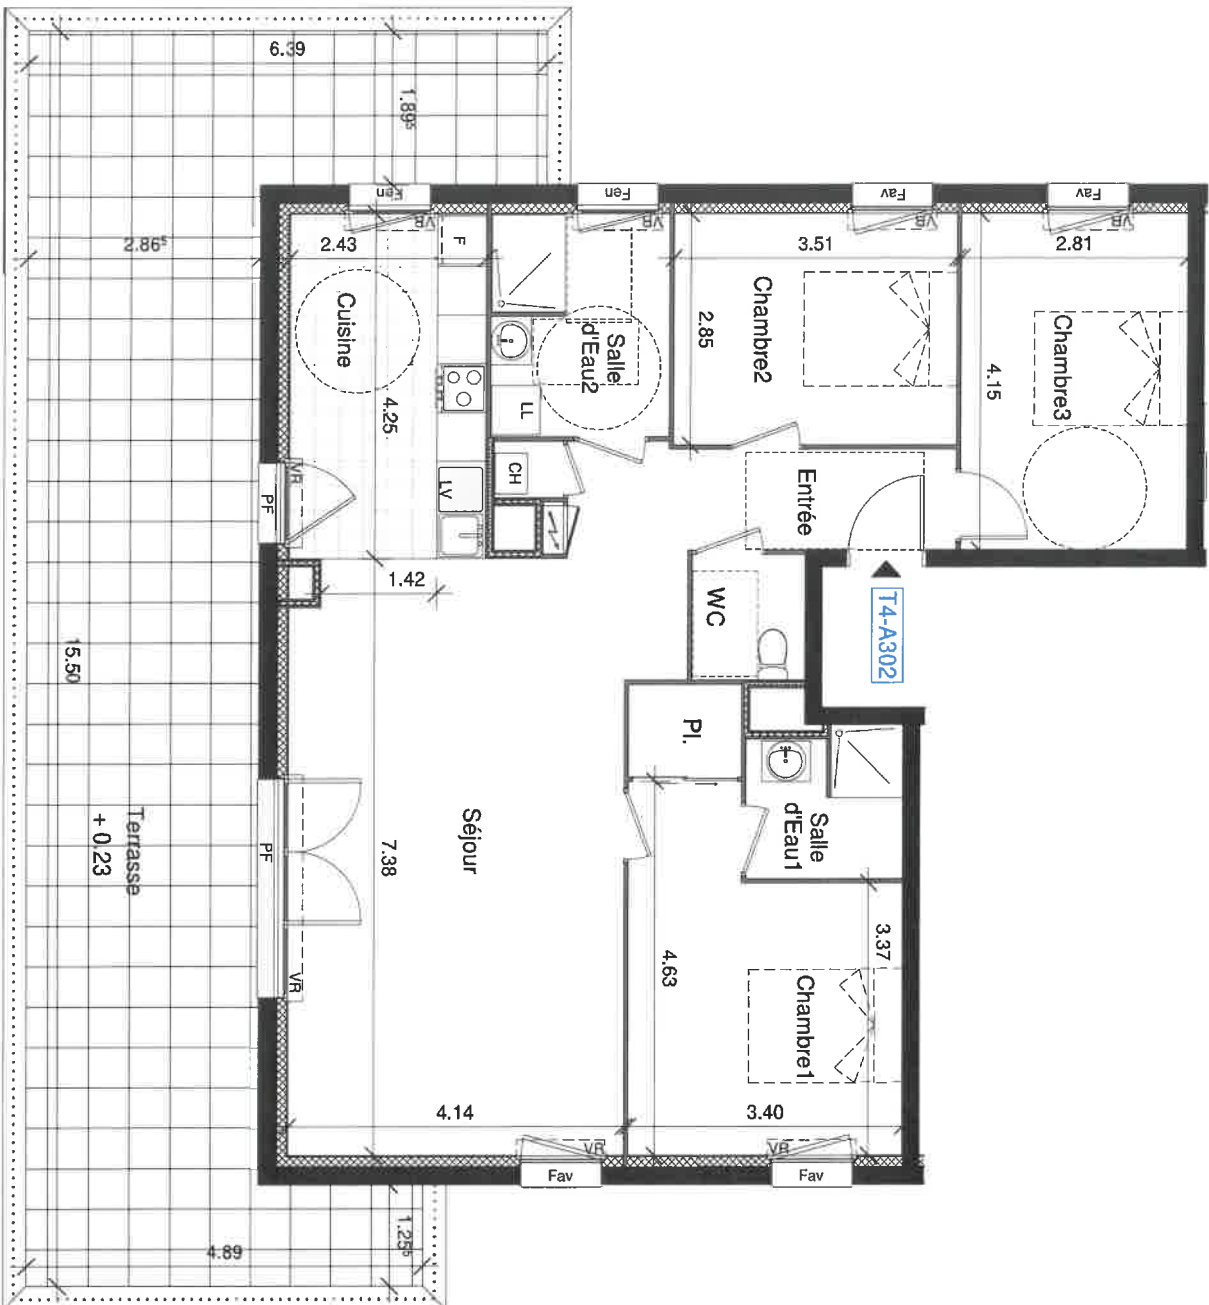 6.39
1.89⁵
Fen
Fen
Fav
Fav
VR
VR
VR
VR
2.86⁵
2.43
F
3.51
2.81
Cuisine
Salle
d'Eau2
Chambre2
2.85
Chambre3
4.15
4.25
LL
CH
LV
VR
PF
Entrée
1.42
WC
T4-A302
15.50
Pl.
Terrasse
+ 0.23
PF
VR
Séjour
7.38
Salle
d'Eau1
3.37
4.63
Chambre1
4.14
3.40
VR
VR
Fav
Fav
1.25⁵
4.89